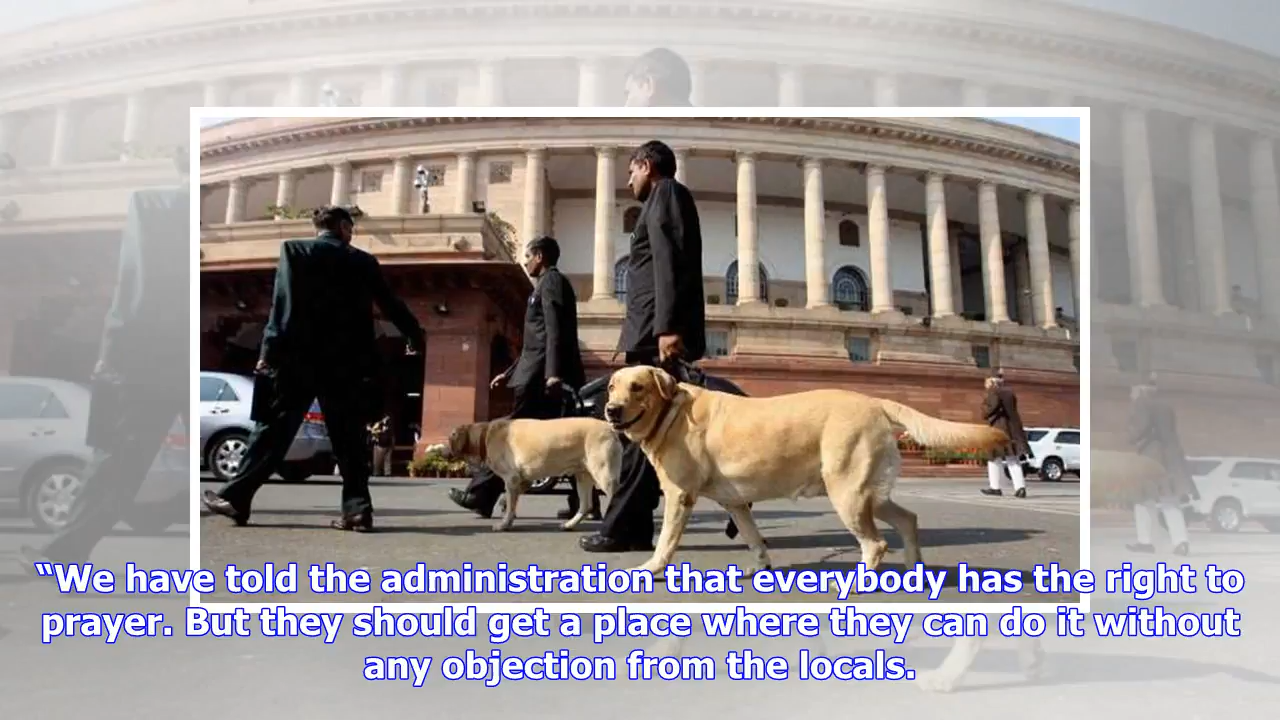 “We have told the administration that everybody has the right to
prayer. But they should get a place where they can do it without
any objection from the locals.